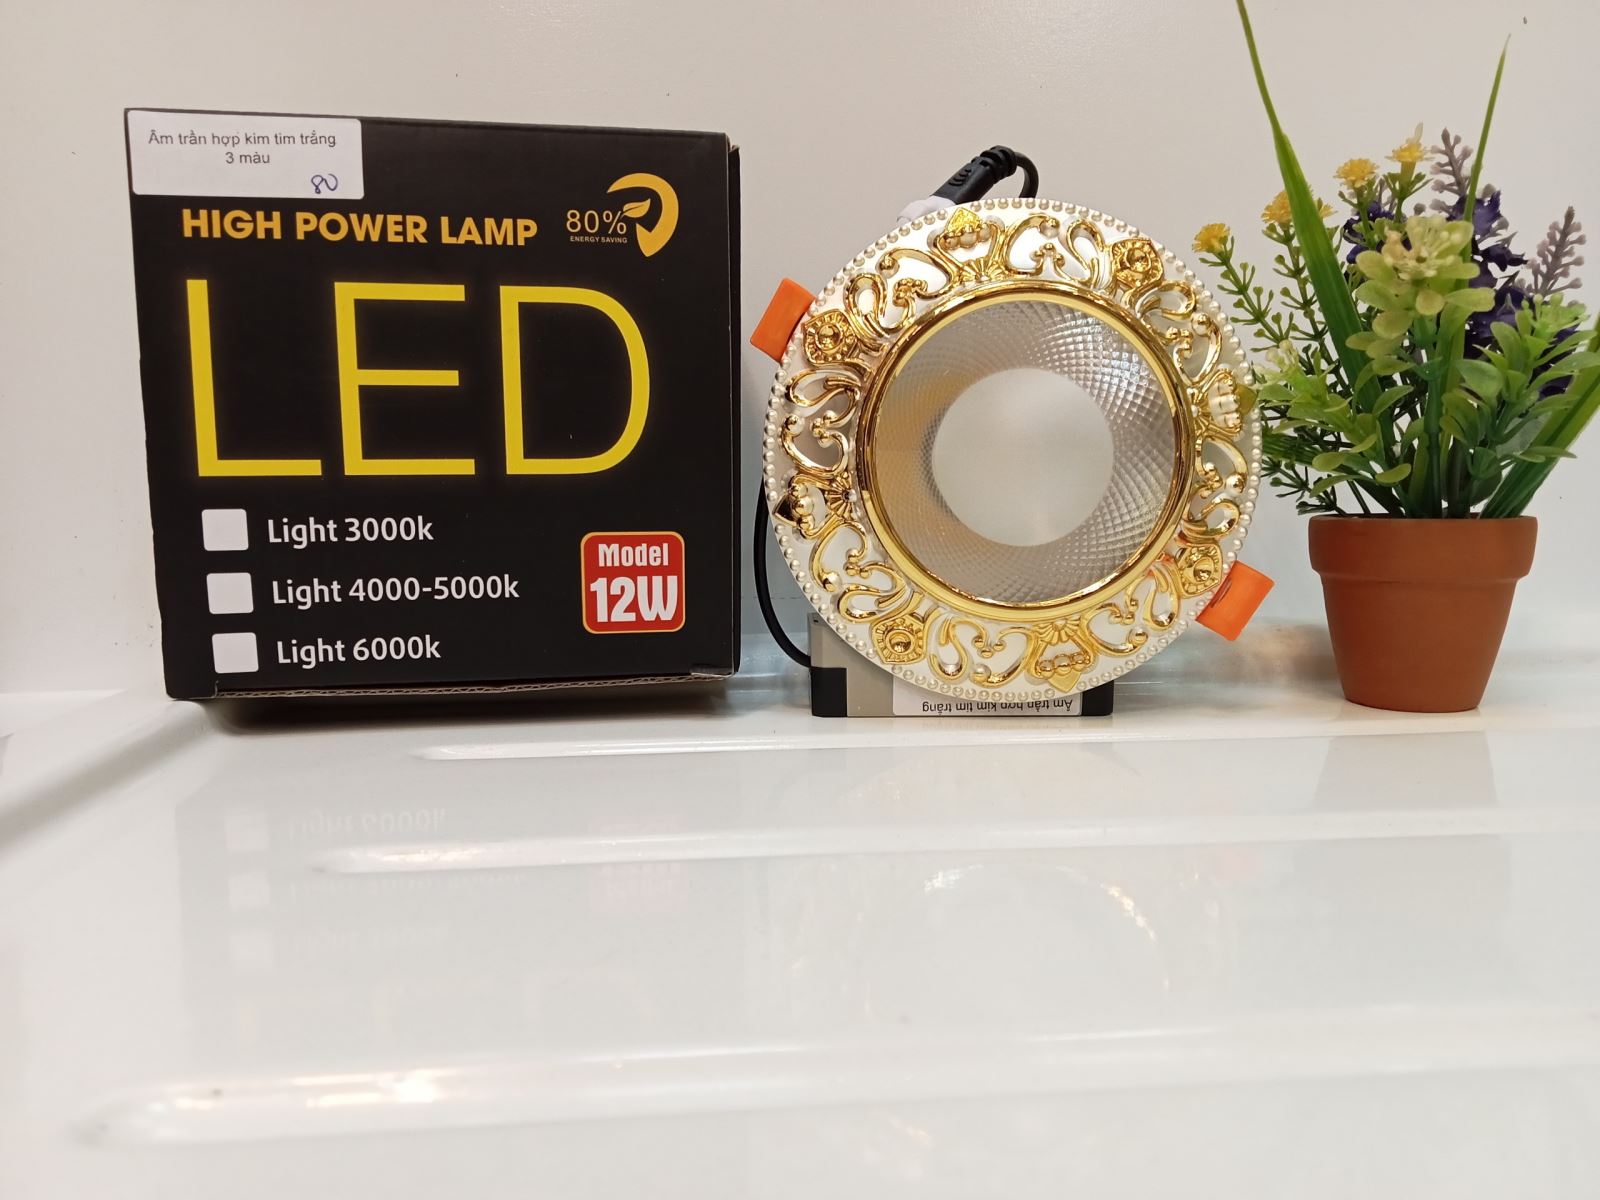 Âm trần hợp kim tim trắng
3 màu
80
HIGH POWER LAMP
80%
ENERGY SAVING
LED
Light 3000k
Light 4000-5000k
Light 6000k
Model
12W
Âm trần hợp kim tim trắng